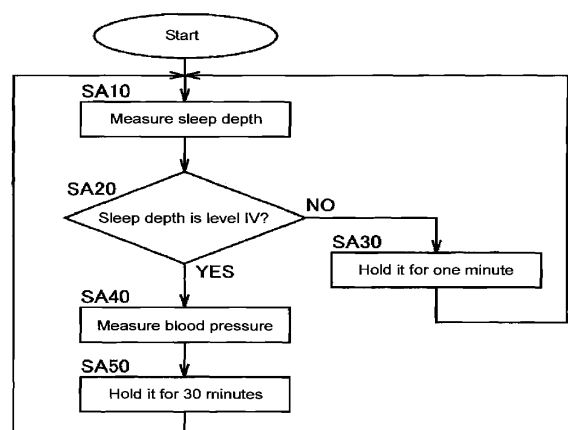 Start
SA10
Measure sleep depth
SA20
Sleep depth is level IV?
NO
SA30
Hold it for one minute
YES
SA40
Measure blood pressure
SA50
Hold it for 30 minutes